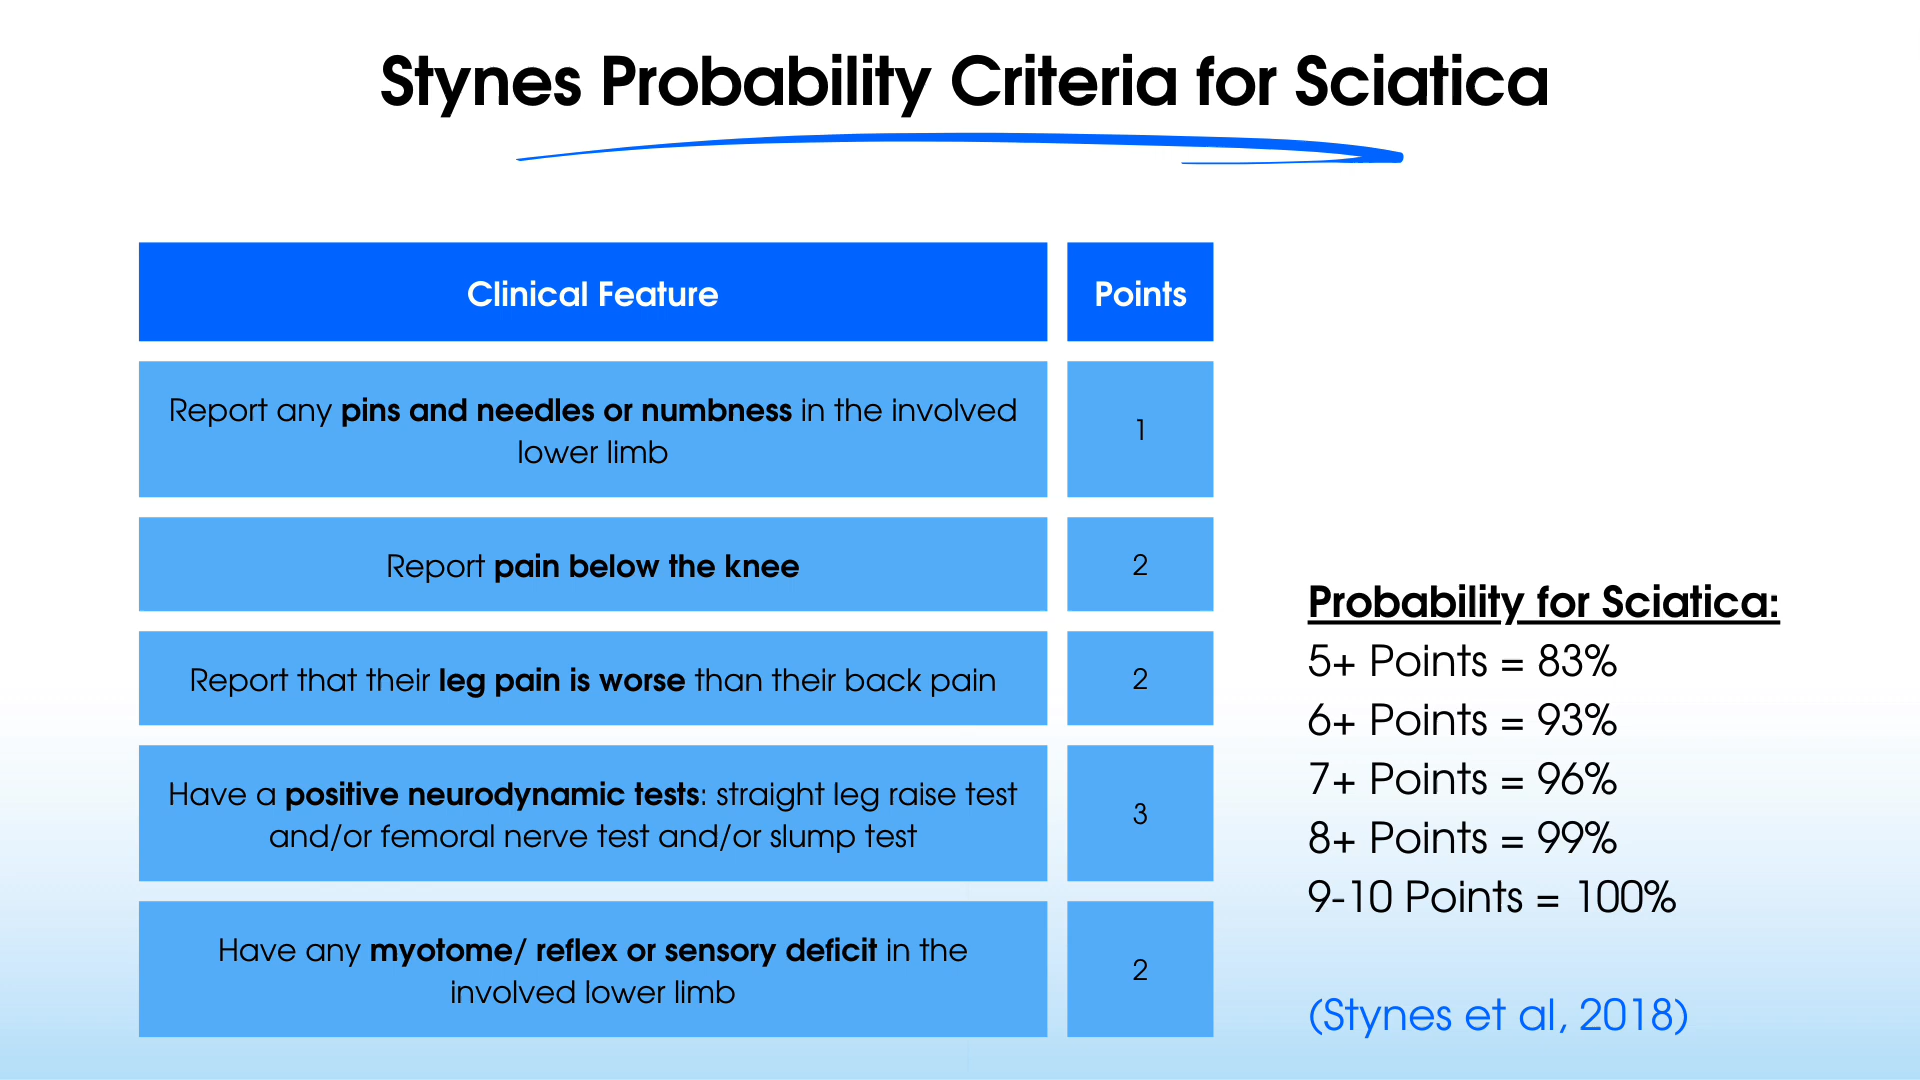 Stynes Probability Criteria for Sciatica
Clinical Feature
Points
Report any pins and needles or numbness in the involved
lower limb
1
Report pain below the knee
2
Report that their leg pain is worse than their back pain
2
Have a positive neurodynamic tests: straight leg raise test
and/or femoral nerve test and/or slump test
3
Have any myotome/ reflex or sensory deficit in the
involved lower limb
2
Probability for Sciatica:
5+ Points = 83%
6+ Points = 93%
7+ Points = 96%
8+ Points = 99%
9-10 Points = 100%
(Stynes et al, 2018)